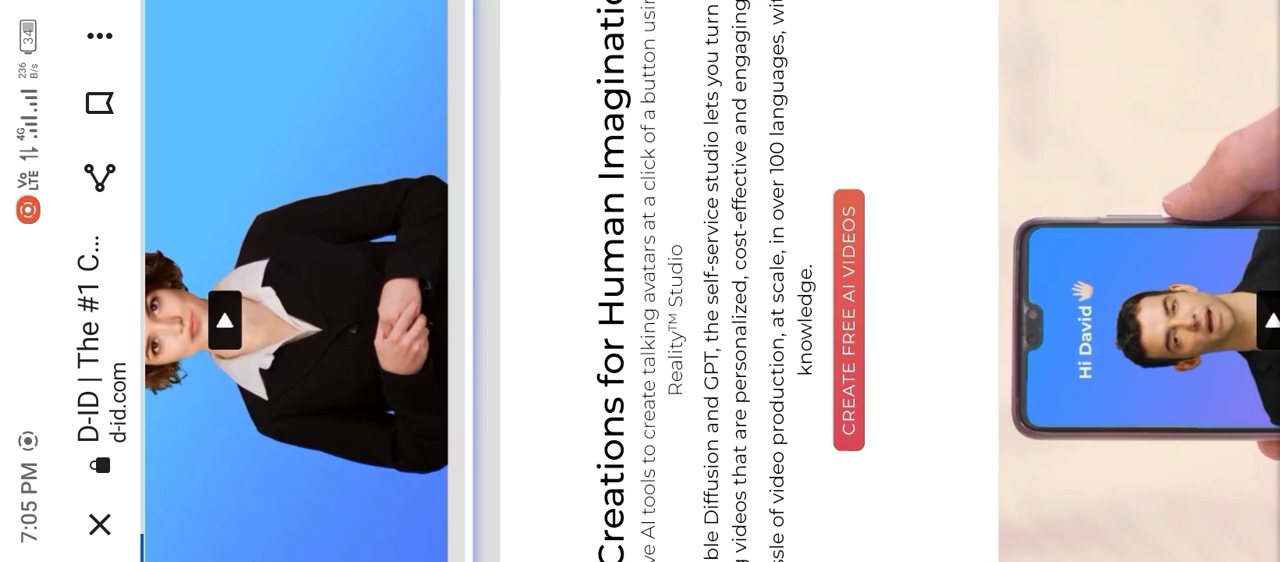 7:05 PM
Vo LTE 4G 236 B/s 34
D-ID | The #1 C...
d-id.com
Creations for Human Imaginatio
ve AI tools to create talking avatars at a click of a button usin
Reality™ Studio
ble Diffusion and GPT, the self-service studio lets you turn
g videos that are personalized, cost-effective and engaging
ssle of video production, at scale, in over 100 languages, wit
knowledge.
CREATE FREE AI VIDEOS
Hi David 👋